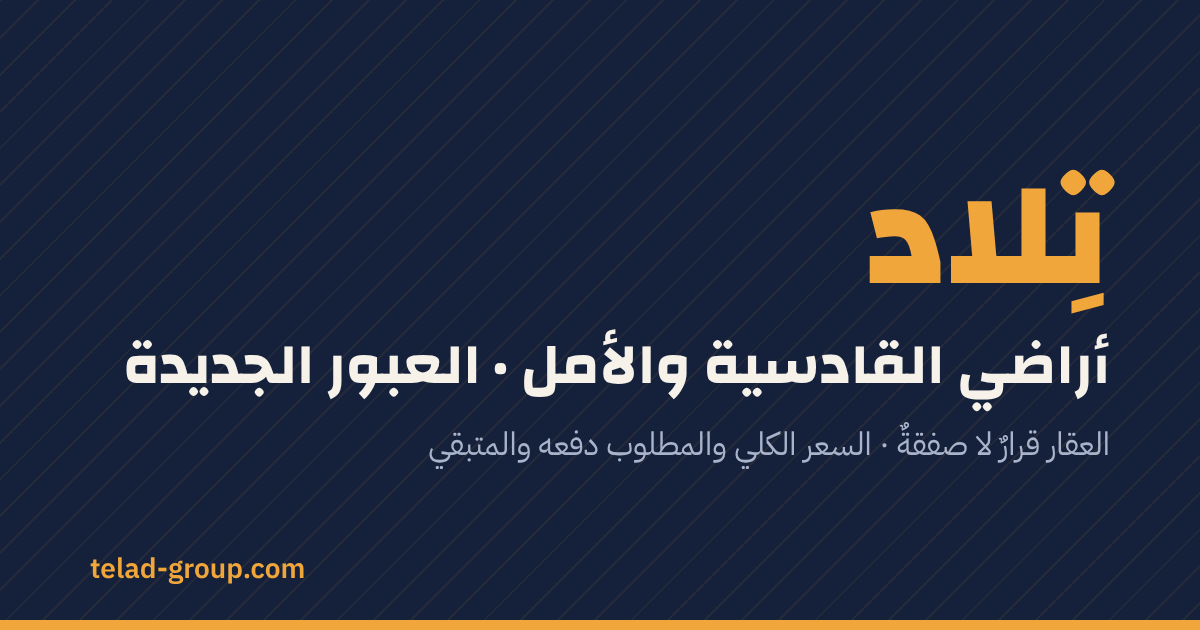 تِلاد
أراضي القادسية والأمل · العبور الجديدة
العقار قرارٌ لا صفقةٌ · السعر الكلي والمطلوب دفعه والمتبقي
telad-group.com